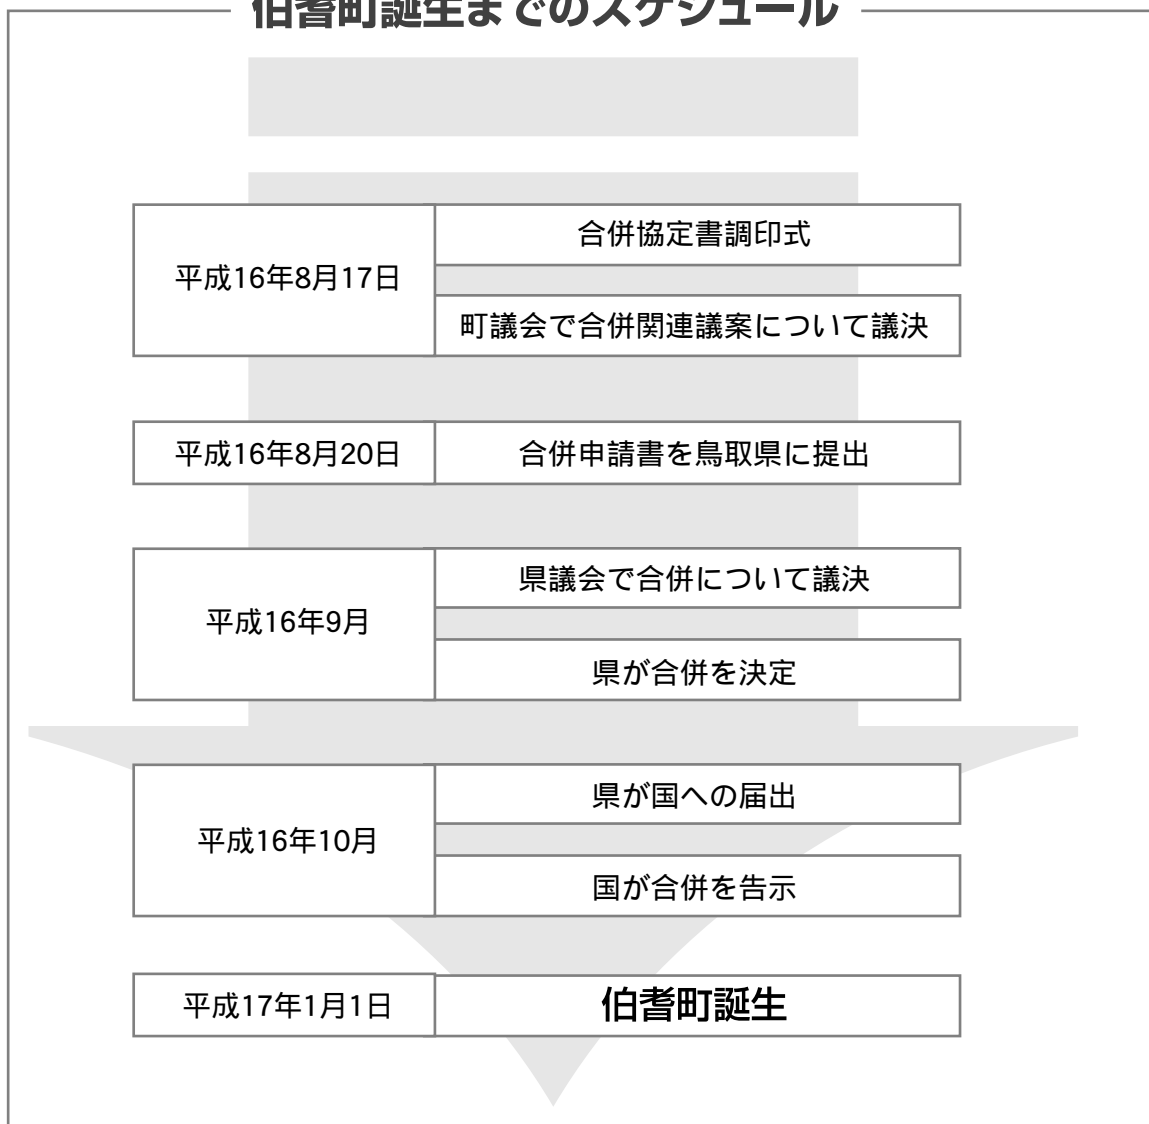 伯耆町誕生までのスケジュール
平成16年8月17日
合併協定書調印式
町議会で合併関連議案について議決
平成16年8月20日
合併申請書を鳥取県に提出
平成16年9月
県議会で合併について議決
県が合併を決定
平成16年10月
県が国への届出
国が合併を告示
平成17年1月1日
伯耆町誕生